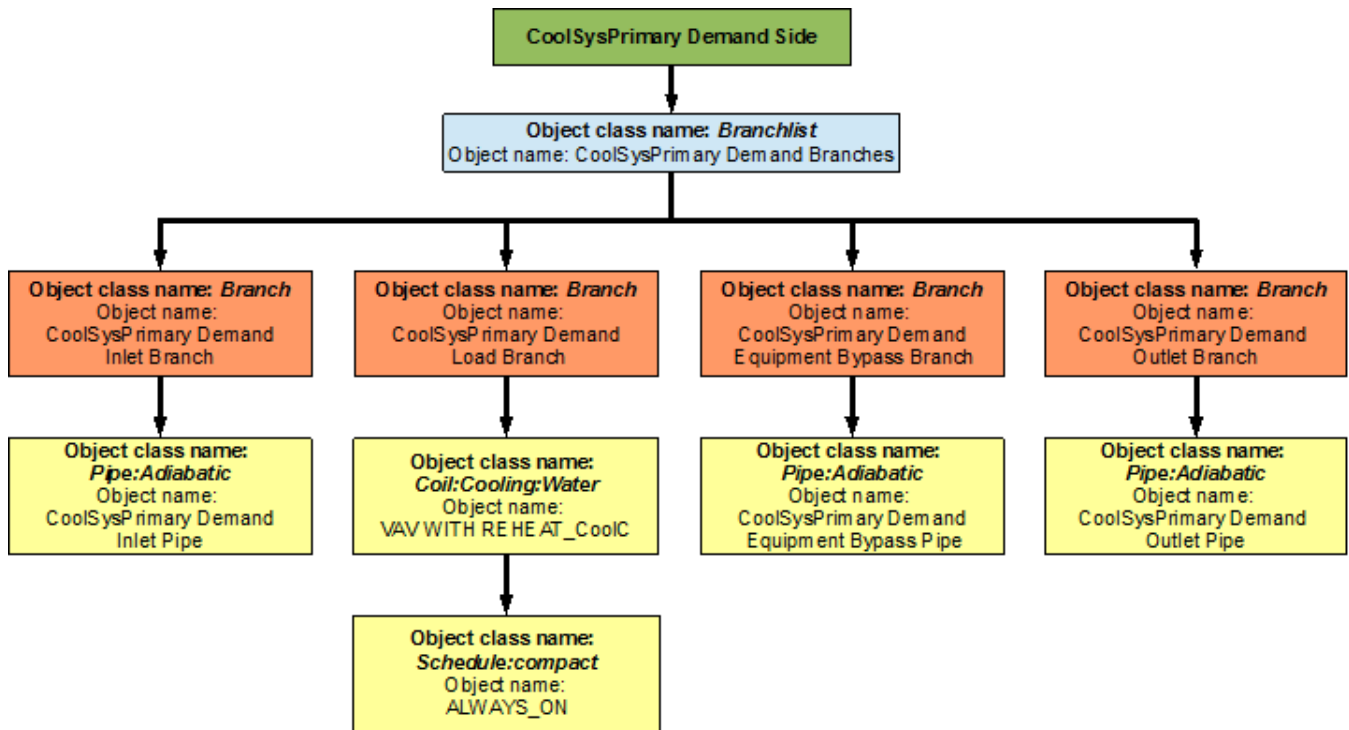 CoolSysPrimary Demand Side
Object class name: Branchlist
Object name: CoolSysPrimary Demand Branches
Object class name: Branch
Object name:
CoolSysPrimary Demand
Inlet Branch
Object class name: Branch
Object name:
CoolSysPrimary Demand
Load Branch
Object class name: Branch
Object name:
CoolSysPrimary Demand
Equipment Bypass Branch
Object class name: Branch
Object name:
CoolSysPrimary Demand
Outlet Branch
Object class name:
Pipe:Adiabatic
Object name:
CoolSysPrimary Demand
Inlet Pipe
Object class name:
Coil:Cooling:Water
Object name:
VAV WITH REHEAT_CoolC
Object class name:
Pipe:Adiabatic
Object name:
CoolSysPrimary Demand
Equipment Bypass Pipe
Object class name:
Pipe:Adiabatic
Object name:
CoolSysPrimary Demand
Outlet Pipe
Object class name:
Schedule:compact
Object name:
ALWAYS_ON